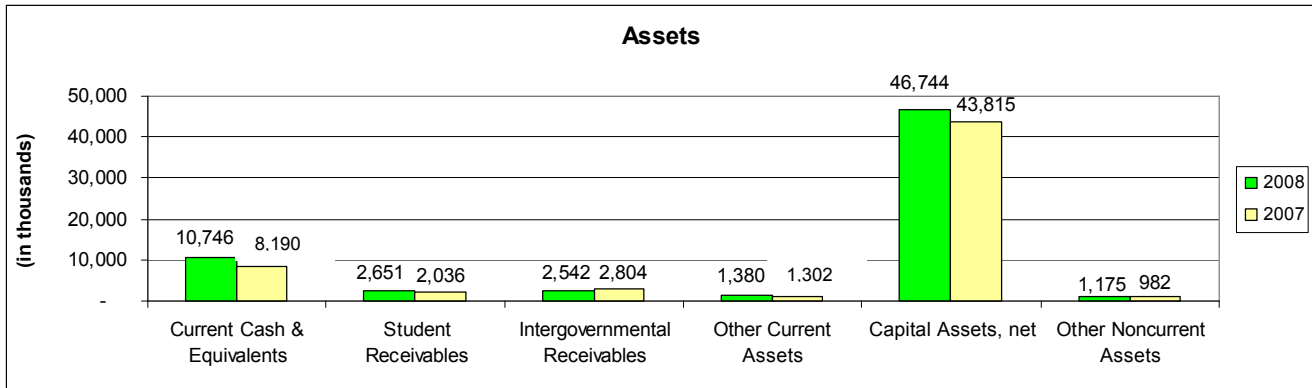 Assets
(in thousands)
50,000
40,000
30,000
20,000
10,000
-
10,746
8,190
2,651
2,036
2,542
2,804
1,380
1,302
46,744
43,815
1,175
982
Current Cash &
Equivalents
Student
Receivables
Intergovernmental
Receivables
Other Current
Assets
Capital Assets, net
Other Noncurrent
Assets
2008
2007